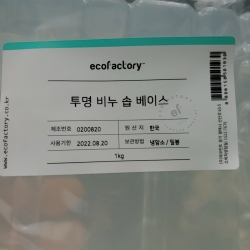 ecofactory™
투명 비누 솝 베이스
제조번호 0200820 원산지 한국
사용기한 2022.08.20 보관방법 냉암소 / 밀봉
1kg
www.ecofactory.co.kr